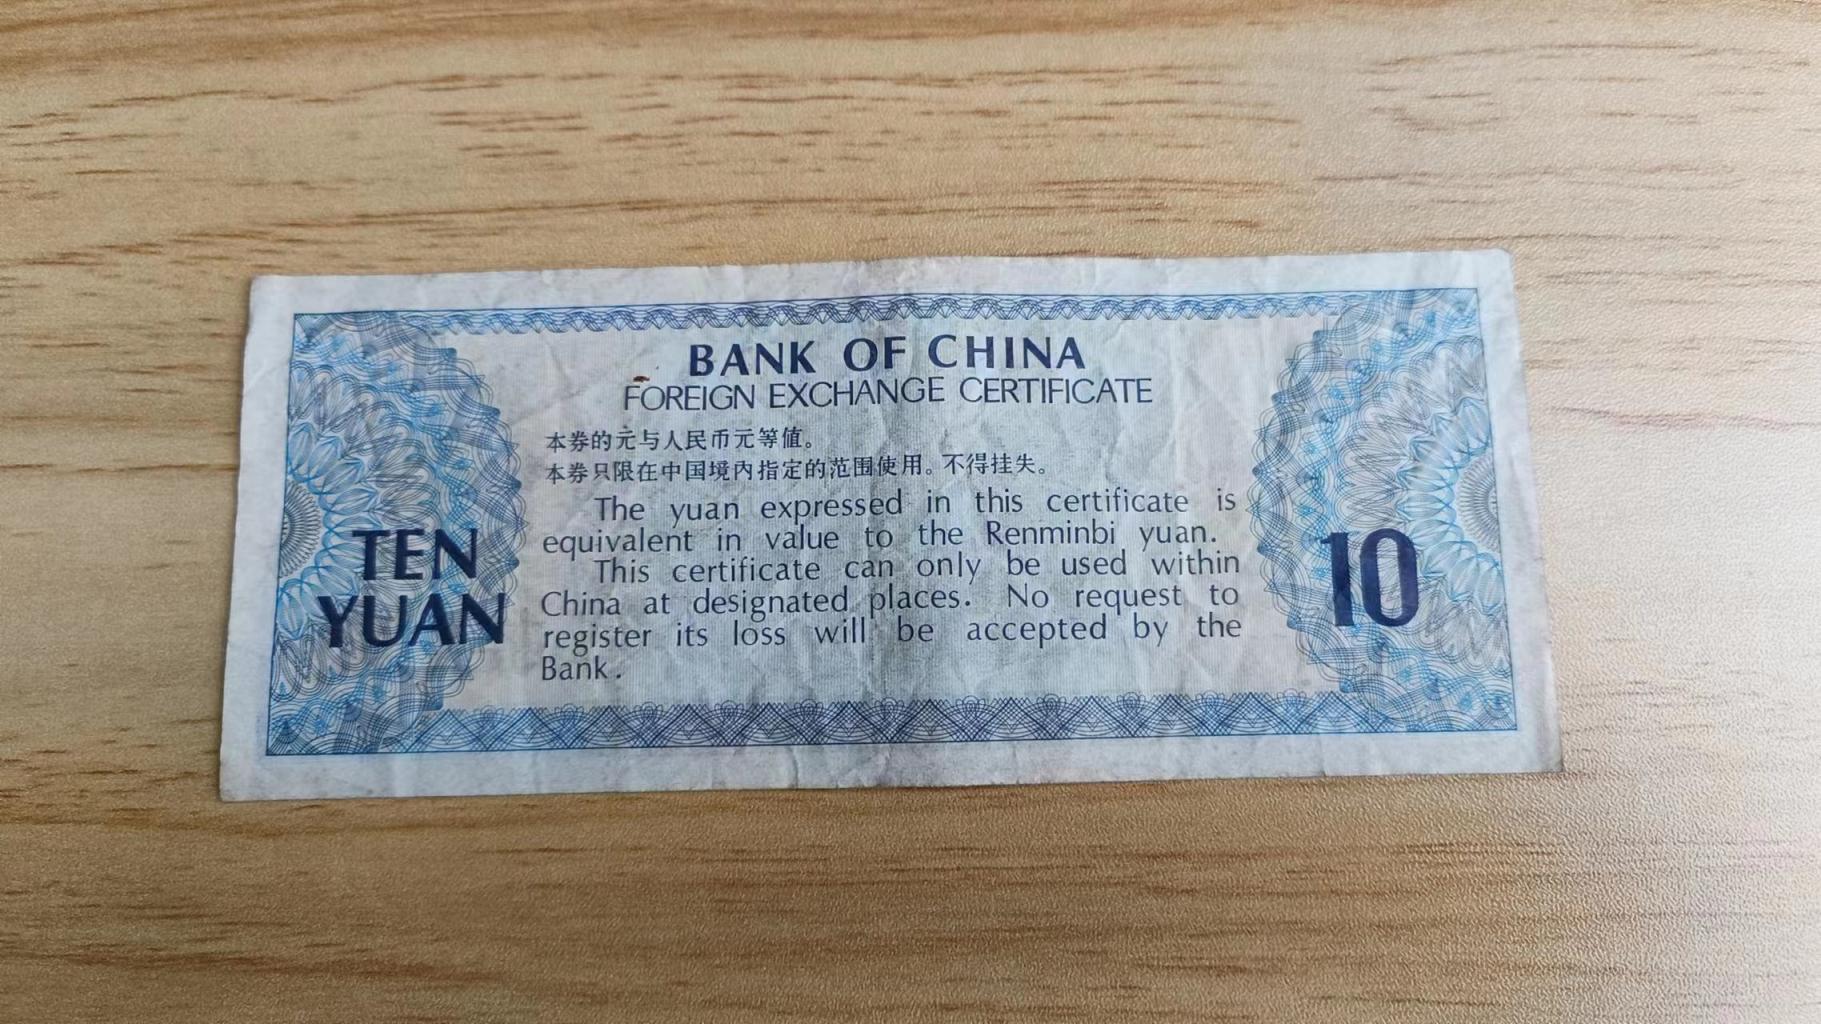 BANK OF CHINA
FOREIGN EXCHANGE CERTIFICATE
本券的元与人民币元等值。
本券只限在中国境内指定的范围使用。不得挂失。
The yuan expressed in this certificate is
equivalent in value to the Renminbi yuan.
This certificate can only be used within
China at designated places. No request to
register its loss will be accepted by the
Bank.
TEN
YUAN
10